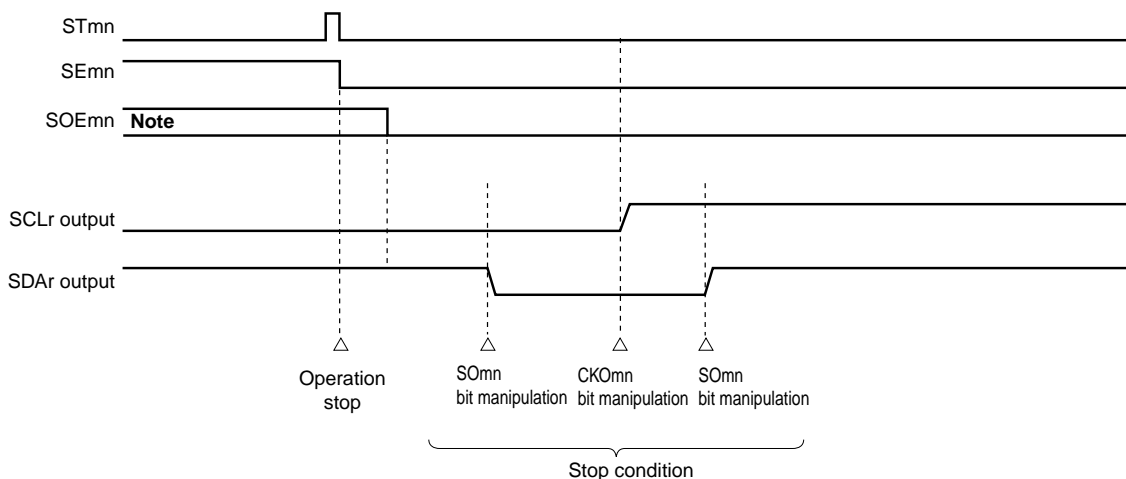 STmn
SEmn
SOEmn Note
SCLr output
SDAr output
Operation
stop
SOmn
bit manipulation
CKOmn
bit manipulation
SOmn
bit manipulation
Stop condition